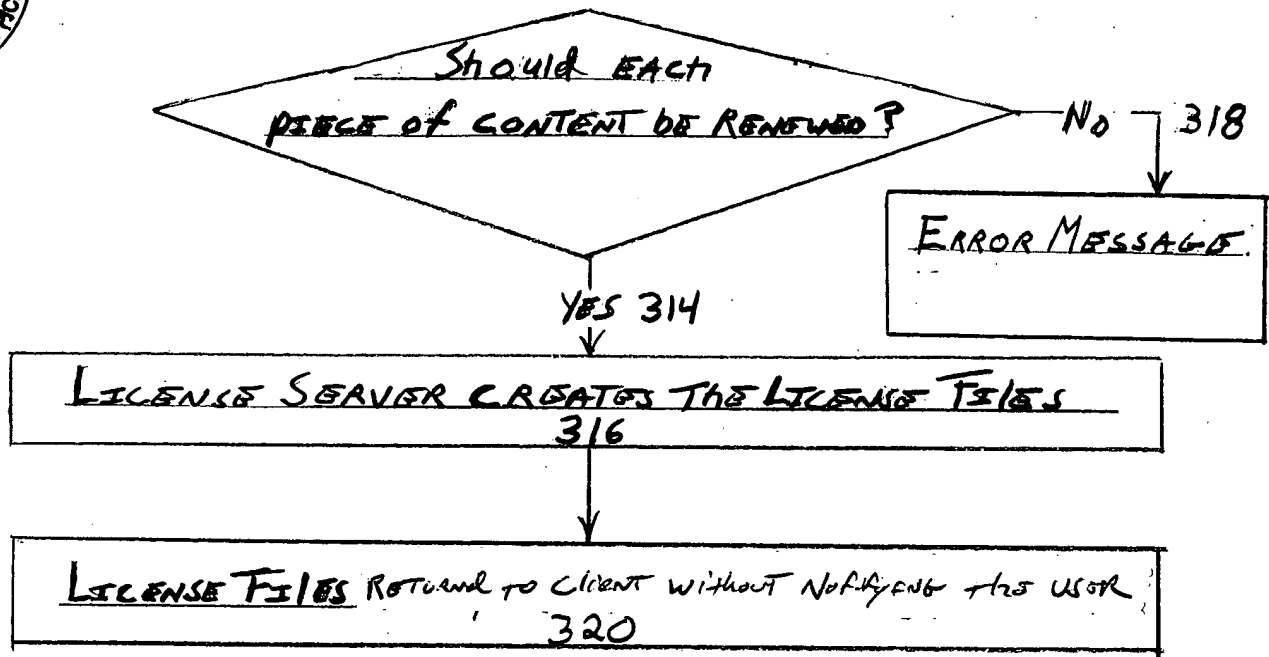 Should EACH
PIECE of CONTENT BE RENEWED?
No 318
ERROR MESSAGE.
YES 314
LICENSE SERVER CREATES THE LICENSE FILES
316
LICENSE FILES RETURND TO CLIENT WITHOUT NOTIFYING THE USER
320